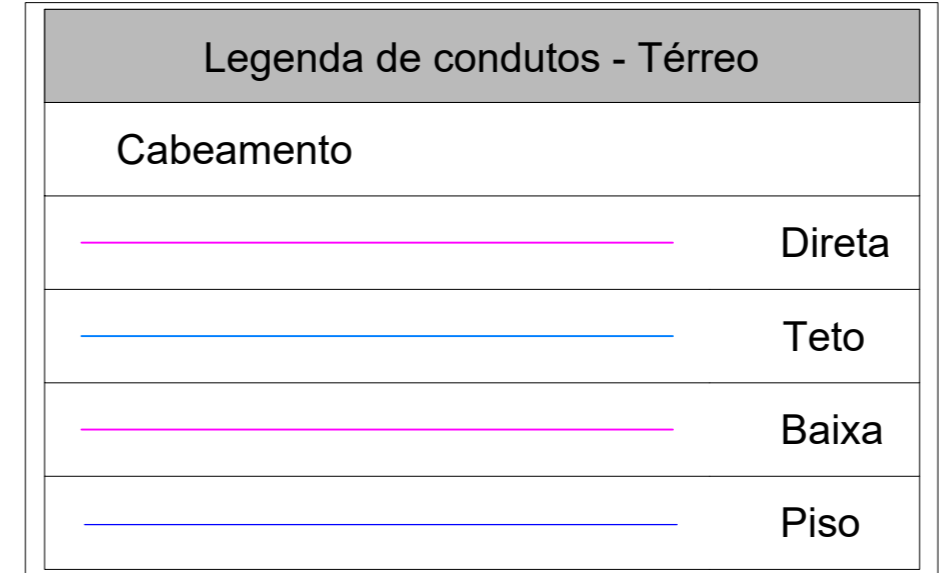 Legenda de condutos - Térreo
Cabeamento
Direta
Teto
Baixa
Piso